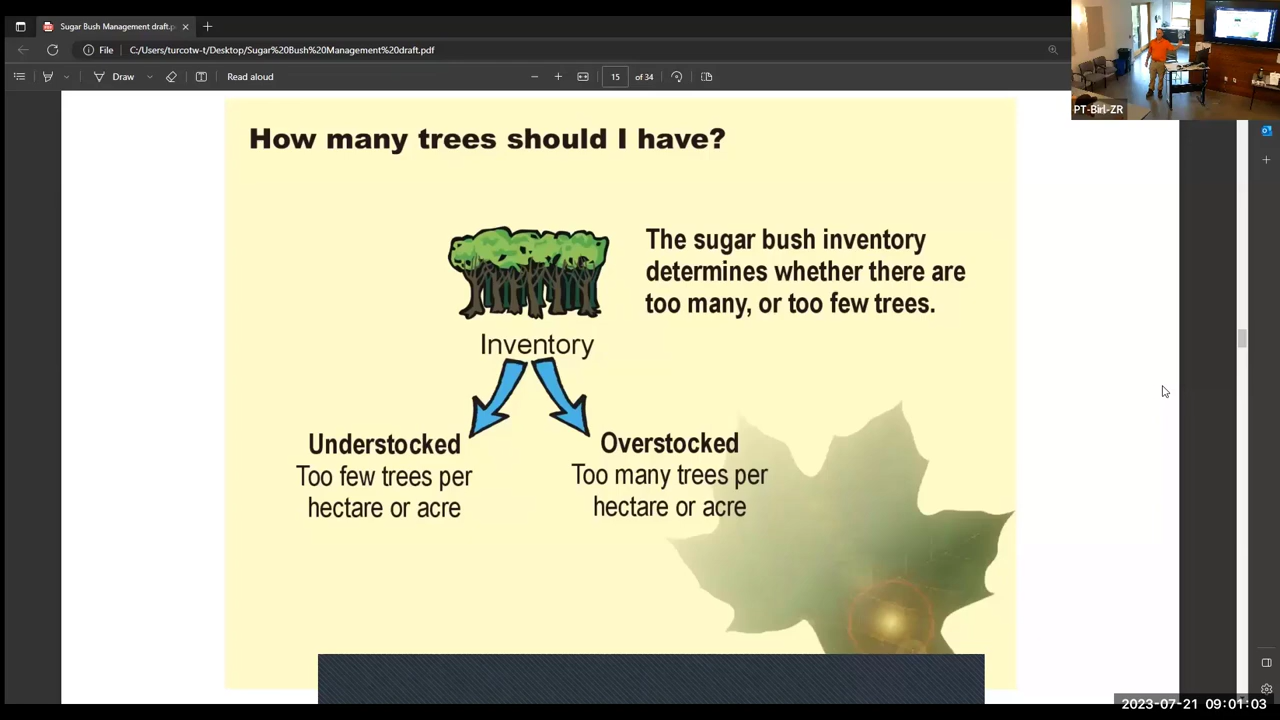 Sugar Bush Management draft.p
File
C:/Users/turcotw-t/Desktop/Sugar%20Bush%20Management%20draft.pdf
Draw
Read aloud
15
of 34
PT-Birl-ZR
How many trees should I have?
The sugar bush inventory
determines whether there are
too many, or too few trees.
Inventory
Understocked
Too few trees per
hectare or acre
Overstocked
Too many trees per
hectare or acre
2023-07-21 09:01:03